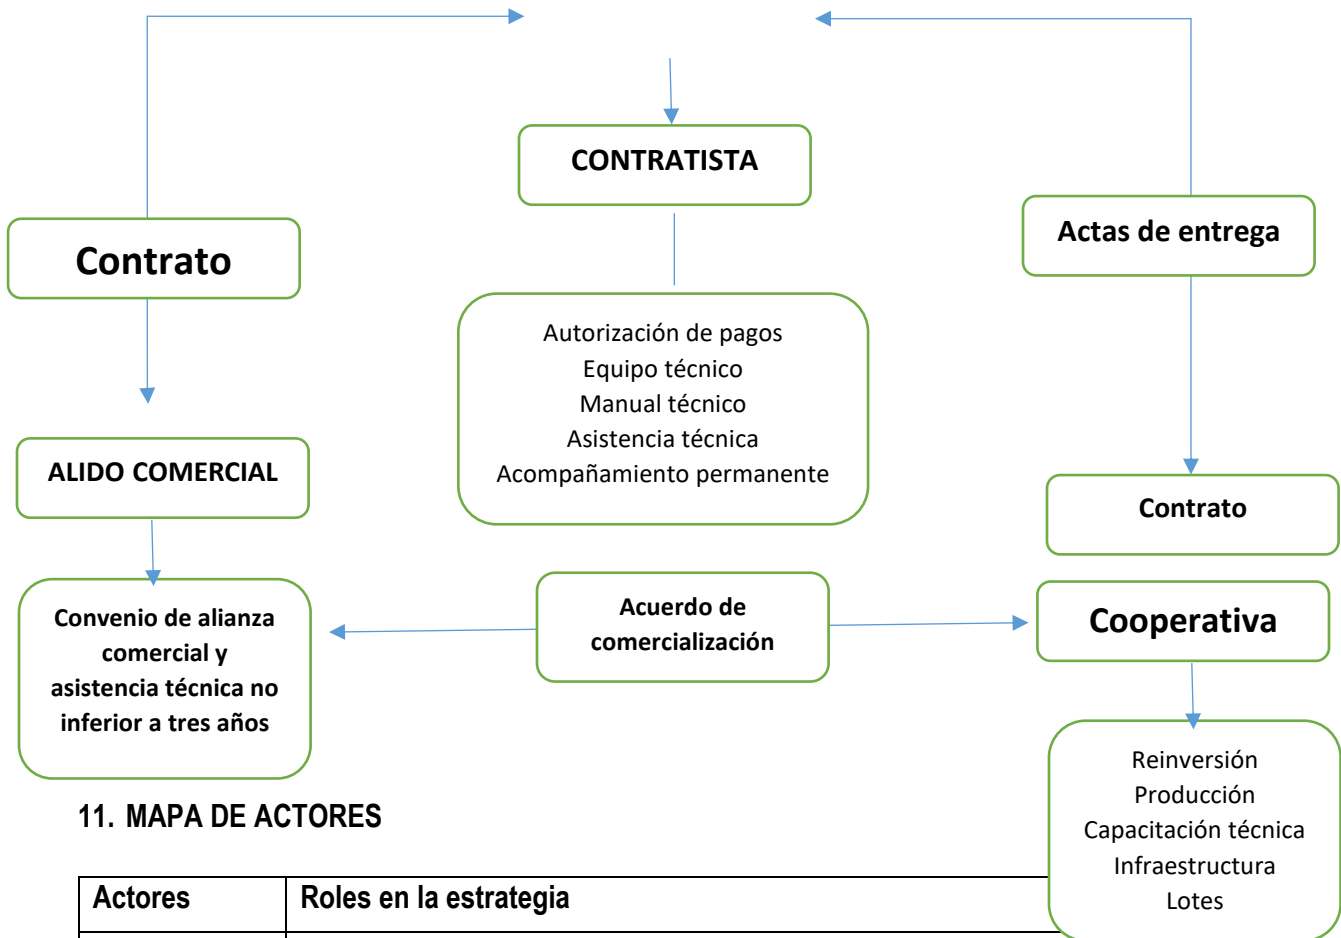 CONTRATISTA
Contrato
Actas de entrega
Autorización de pagos
Equipo técnico
Manual técnico
Asistencia técnica
Acompañamiento permanente
ALIDO COMERCIAL
Contrato
Convenio de alianza
comercial y
asistencia técnica no
inferior a tres años
Acuerdo de
comercialización
Cooperativa
Reinversión
Producción
Capacitación técnica
Infraestructura
Lotes
11. MAPA DE ACTORES
Actores
Roles en la estrategia